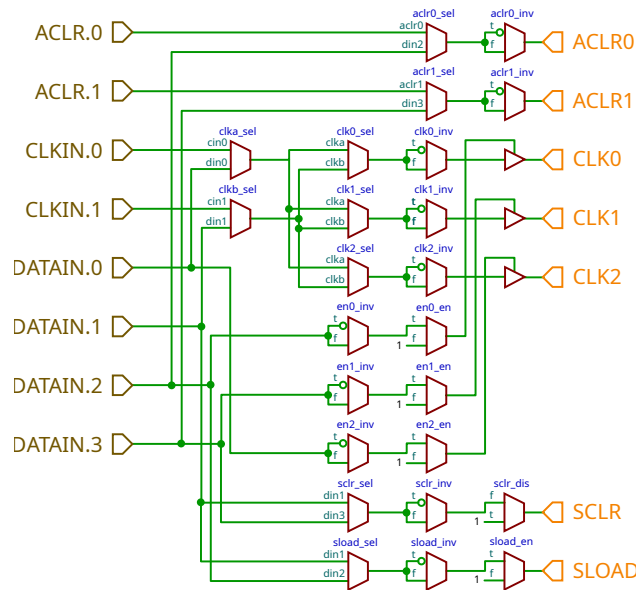 aclr0_sel aclr0_inv
ACLR.0 aclr0 t ACLR0
din2 f
aclr1_sel aclr1_inv
ACLR.1 aclr1 t ACLR1
din3 f
clka_sel clk0_sel clk0_inv
CLKIN.0 cin0 clka t CLK0
din0 clkb f
clkb_sel clk1_sel clk1_inv
CLKIN.1 cin1 clka t CLK1
din1 clkb f
clk2_sel clk2_inv
DATAIN.0 clka t CLK2
clkb f
en0_inv en0_en
DATAIN.1 t t
f f
1
en1_inv en1_en
DATAIN.2 t t
f f
1
en2_inv en2_en
DATAIN.3 t t
f f
1
sclr_sel sclr_inv sclr_dis
din1 t f SCLR
din3 f 1 t
sload_sel sload_inv sload_en
din1 t t SLOAD
din2 f 1 f